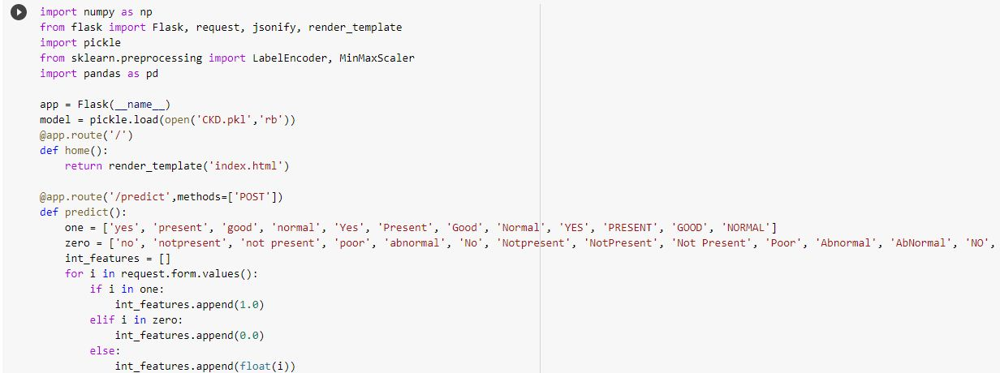 import numpy as np
from flask import Flask, request, jsonify, render_template
import pickle
from sklearn.preprocessing import LabelEncoder, MinMaxScaler
import pandas as pd

app = Flask(__name__)
model = pickle.load(open('CKD.pkl','rb'))
@app.route('/')
def home():
    return render_template('index.html')

@app.route('/predict',methods=['POST'])
def predict():
    one = ['yes', 'present', 'good', 'normal', 'Yes', 'Present', 'Good', 'Normal', 'YES', 'PRESENT', 'GOOD', 'NORMAL']
    zero = ['no', 'notpresent', 'not present', 'poor', 'abnormal', 'No', 'Notpresent', 'NotPresent', 'Not Present', 'Poor', 'Abnormal', 'AbNormal', 'NO',
    int_features = []
    for i in request.form.values():
        if i in one:
            int_features.append(1.0)
        elif i in zero:
            int_features.append(0.0)
        else:
            int_features.append(float(i))